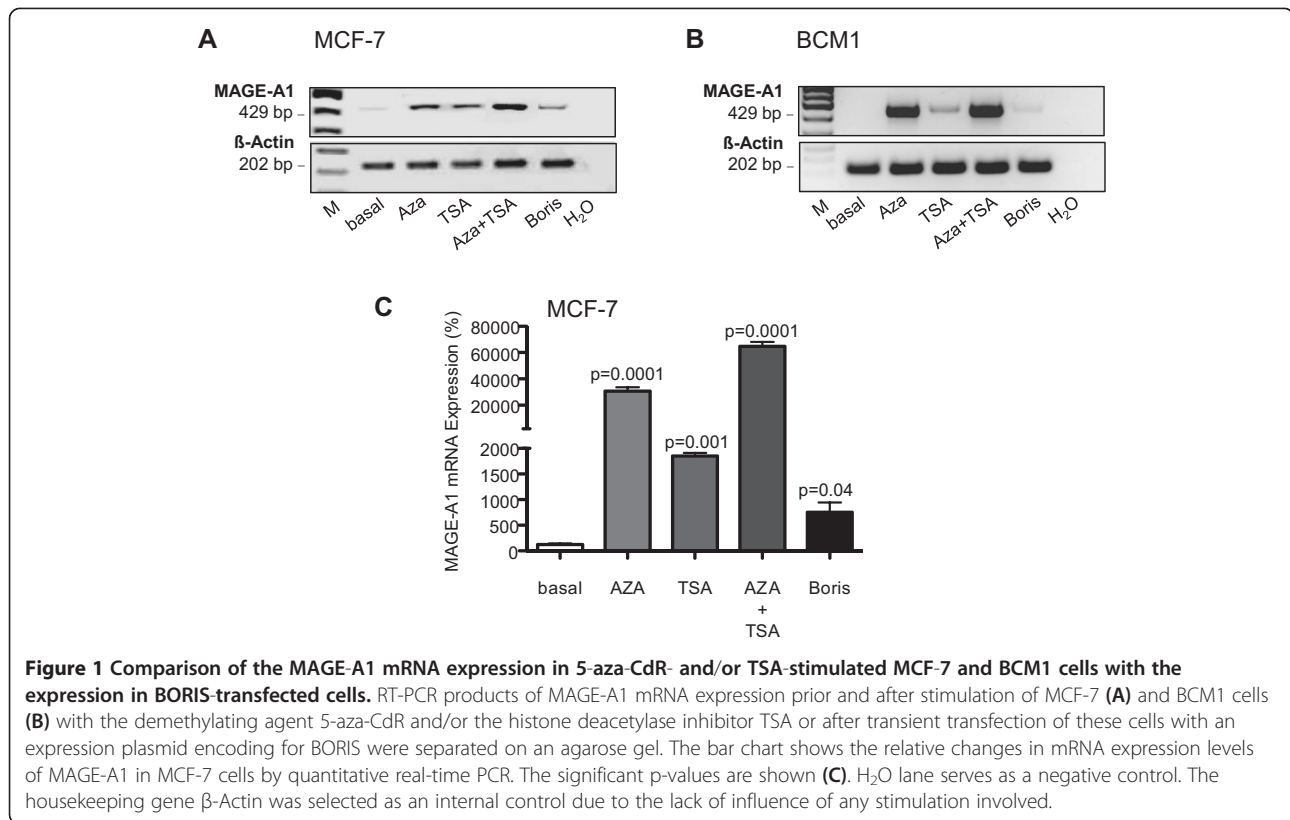 A MCF-7
MAGE-A1
429 bp
ß-Actin
202 bp
M basal Aza TSA Aza+TSA Boris H₂O
B BCM1
MAGE-A1
429 bp
ß-Actin
202 bp
M basal Aza TSA Aza+TSA Boris H₂O
C MCF-7
MAGE-A1 mRNA Expression (%)
80000
60000
40000
20000
2000
1500
1000
500
0
p=0.0001
p=0.001
p=0.0001
p=0.04
basal AZA TSA AZA + TSA Boris
Figure 1 Comparison of the MAGE-A1 mRNA expression in 5-aza-CdR- and/or TSA-stimulated MCF-7 and BCM1 cells with the
expression in BORIS-transfected cells. RT-PCR products of MAGE-A1 mRNA expression prior and after stimulation of MCF-7 (A) and BCM1 cells
(B) with the demethylating agent 5-aza-CdR and/or the histone deacetylase inhibitor TSA or after transient transfection of these cells with an
expression plasmid encoding for BORIS were separated on an agarose gel. The bar chart shows the relative changes in mRNA expression levels
of MAGE-A1 in MCF-7 cells by quantitative real-time PCR. The significant p-values are shown (C). H₂O lane serves as a negative control. The
housekeeping gene β-Actin was selected as an internal control due to the lack of influence of any stimulation involved.